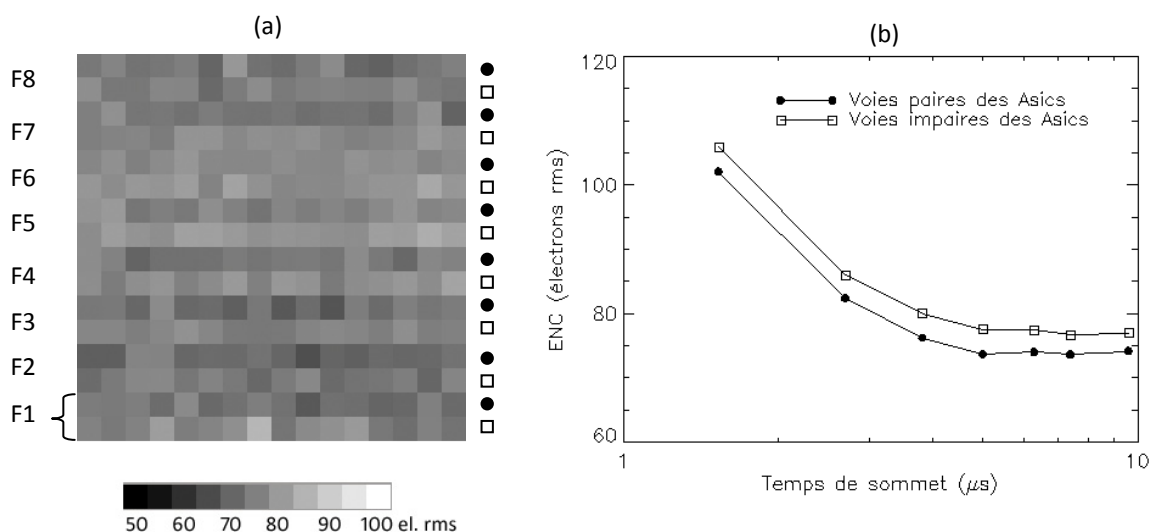 (a)
F8
F7
F6
F5
F4
F3
F2
F1
50 60 70 80 90 100 el. rms
(b)
120
100
80
60
ENC (électrons rms)
Voies paires des Asics
Voies impaires des Asics
1 10
Temps de sommet (μs)